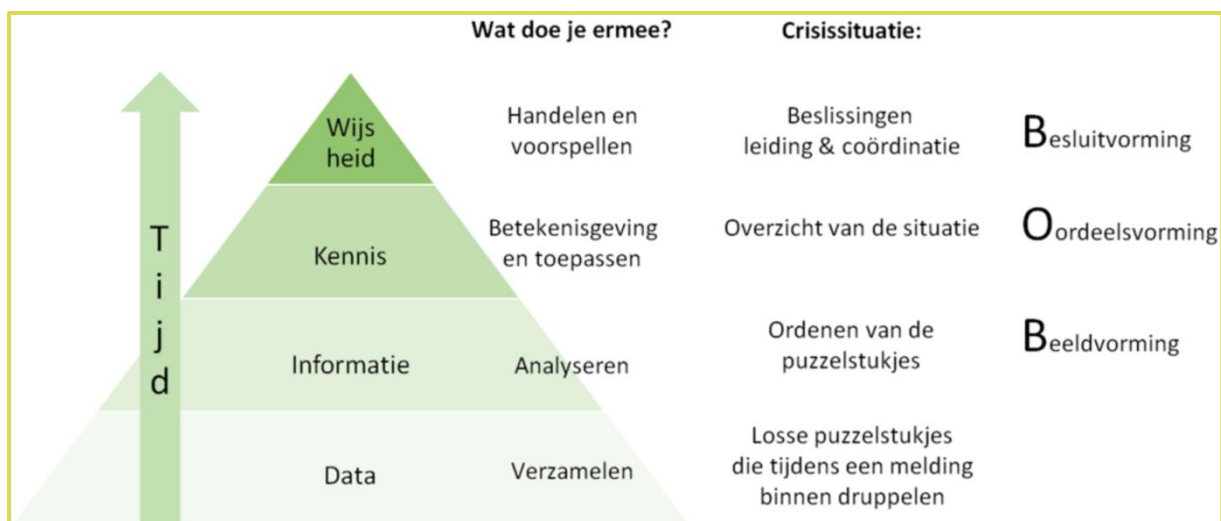 Wat doe je ermee?
Crisissituatie:
Tijd
Wijs
heid
Handelen en
voorspellen
Beslissingen
leiding & coördinatie
Besluitvorming
Kennis
Betekenisgeving
en toepassen
Overzicht van de situatie
Oordeelsvorming
Informatie
Analyseren
Ordenen van de
puzzelstukjes
Beeldvorming
Data
Verzamelen
Losse puzzelstukjes
die tijdens een melding
binnen druppelen